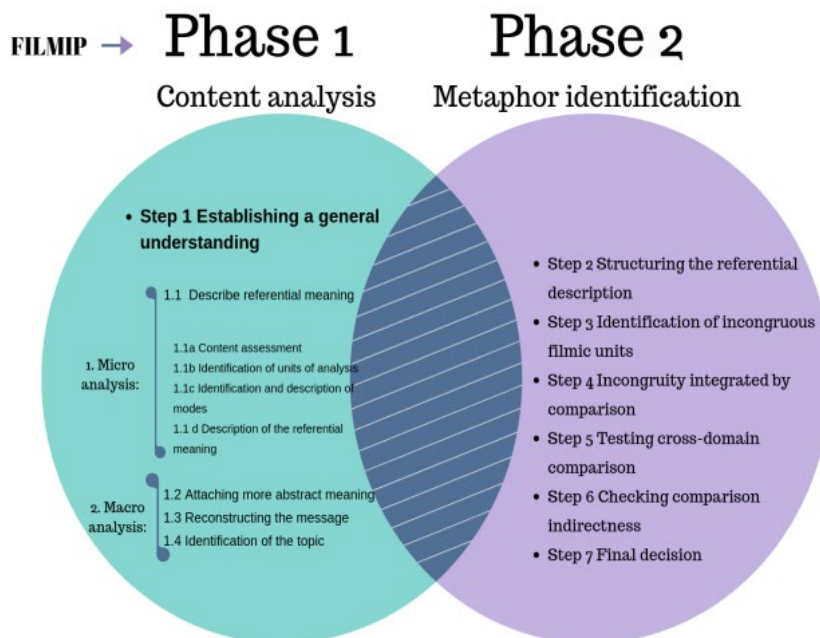 FILMIP
Phase 1
Content analysis
Phase 2
Metaphor identification
• Step 1 Establishing a general
understanding
1. Micro
analysis:
1.1 Describe referential meaning
1.1a Content assessment
1.1b Identification of units of analysis
1.1c Identification and description of
modes
1.1 d Description of the referential
meaning
2. Macro
analysis:
1.2 Attaching more abstract meaning
1.3 Reconstructing the message
1.4 Identification of the topic
• Step 2 Structuring the referential
description
• Step 3 Identification of incongruous
filmic units
• Step 4 Incongruity integrated by
comparison
• Step 5 Testing cross-domain
comparison
• Step 6 Checking comparison
indirectness
• Step 7 Final decision